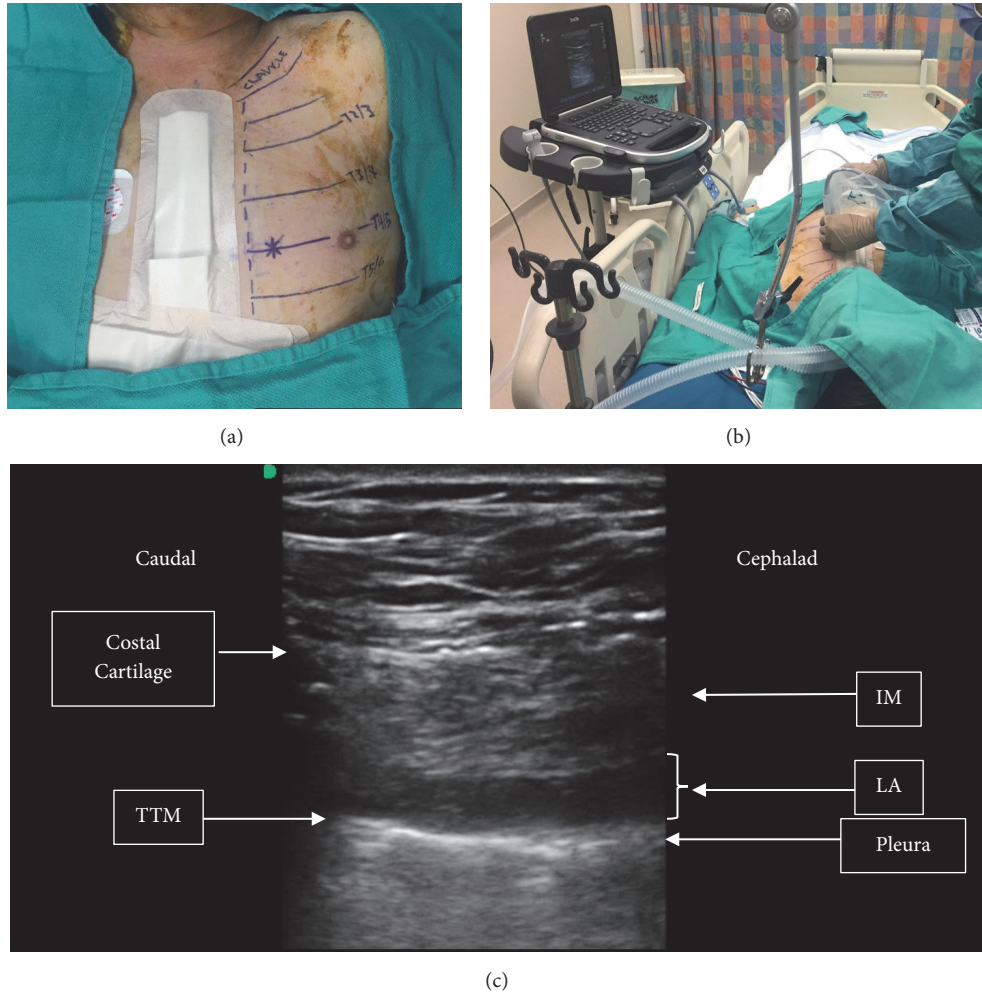 CLAVICLE
T2/3
T3/4
T4/5
T5/6
(a)
(b)
Caudal
Cephalad
Costal
Cartilage
IM
LA
TTM
Pleura
(c)